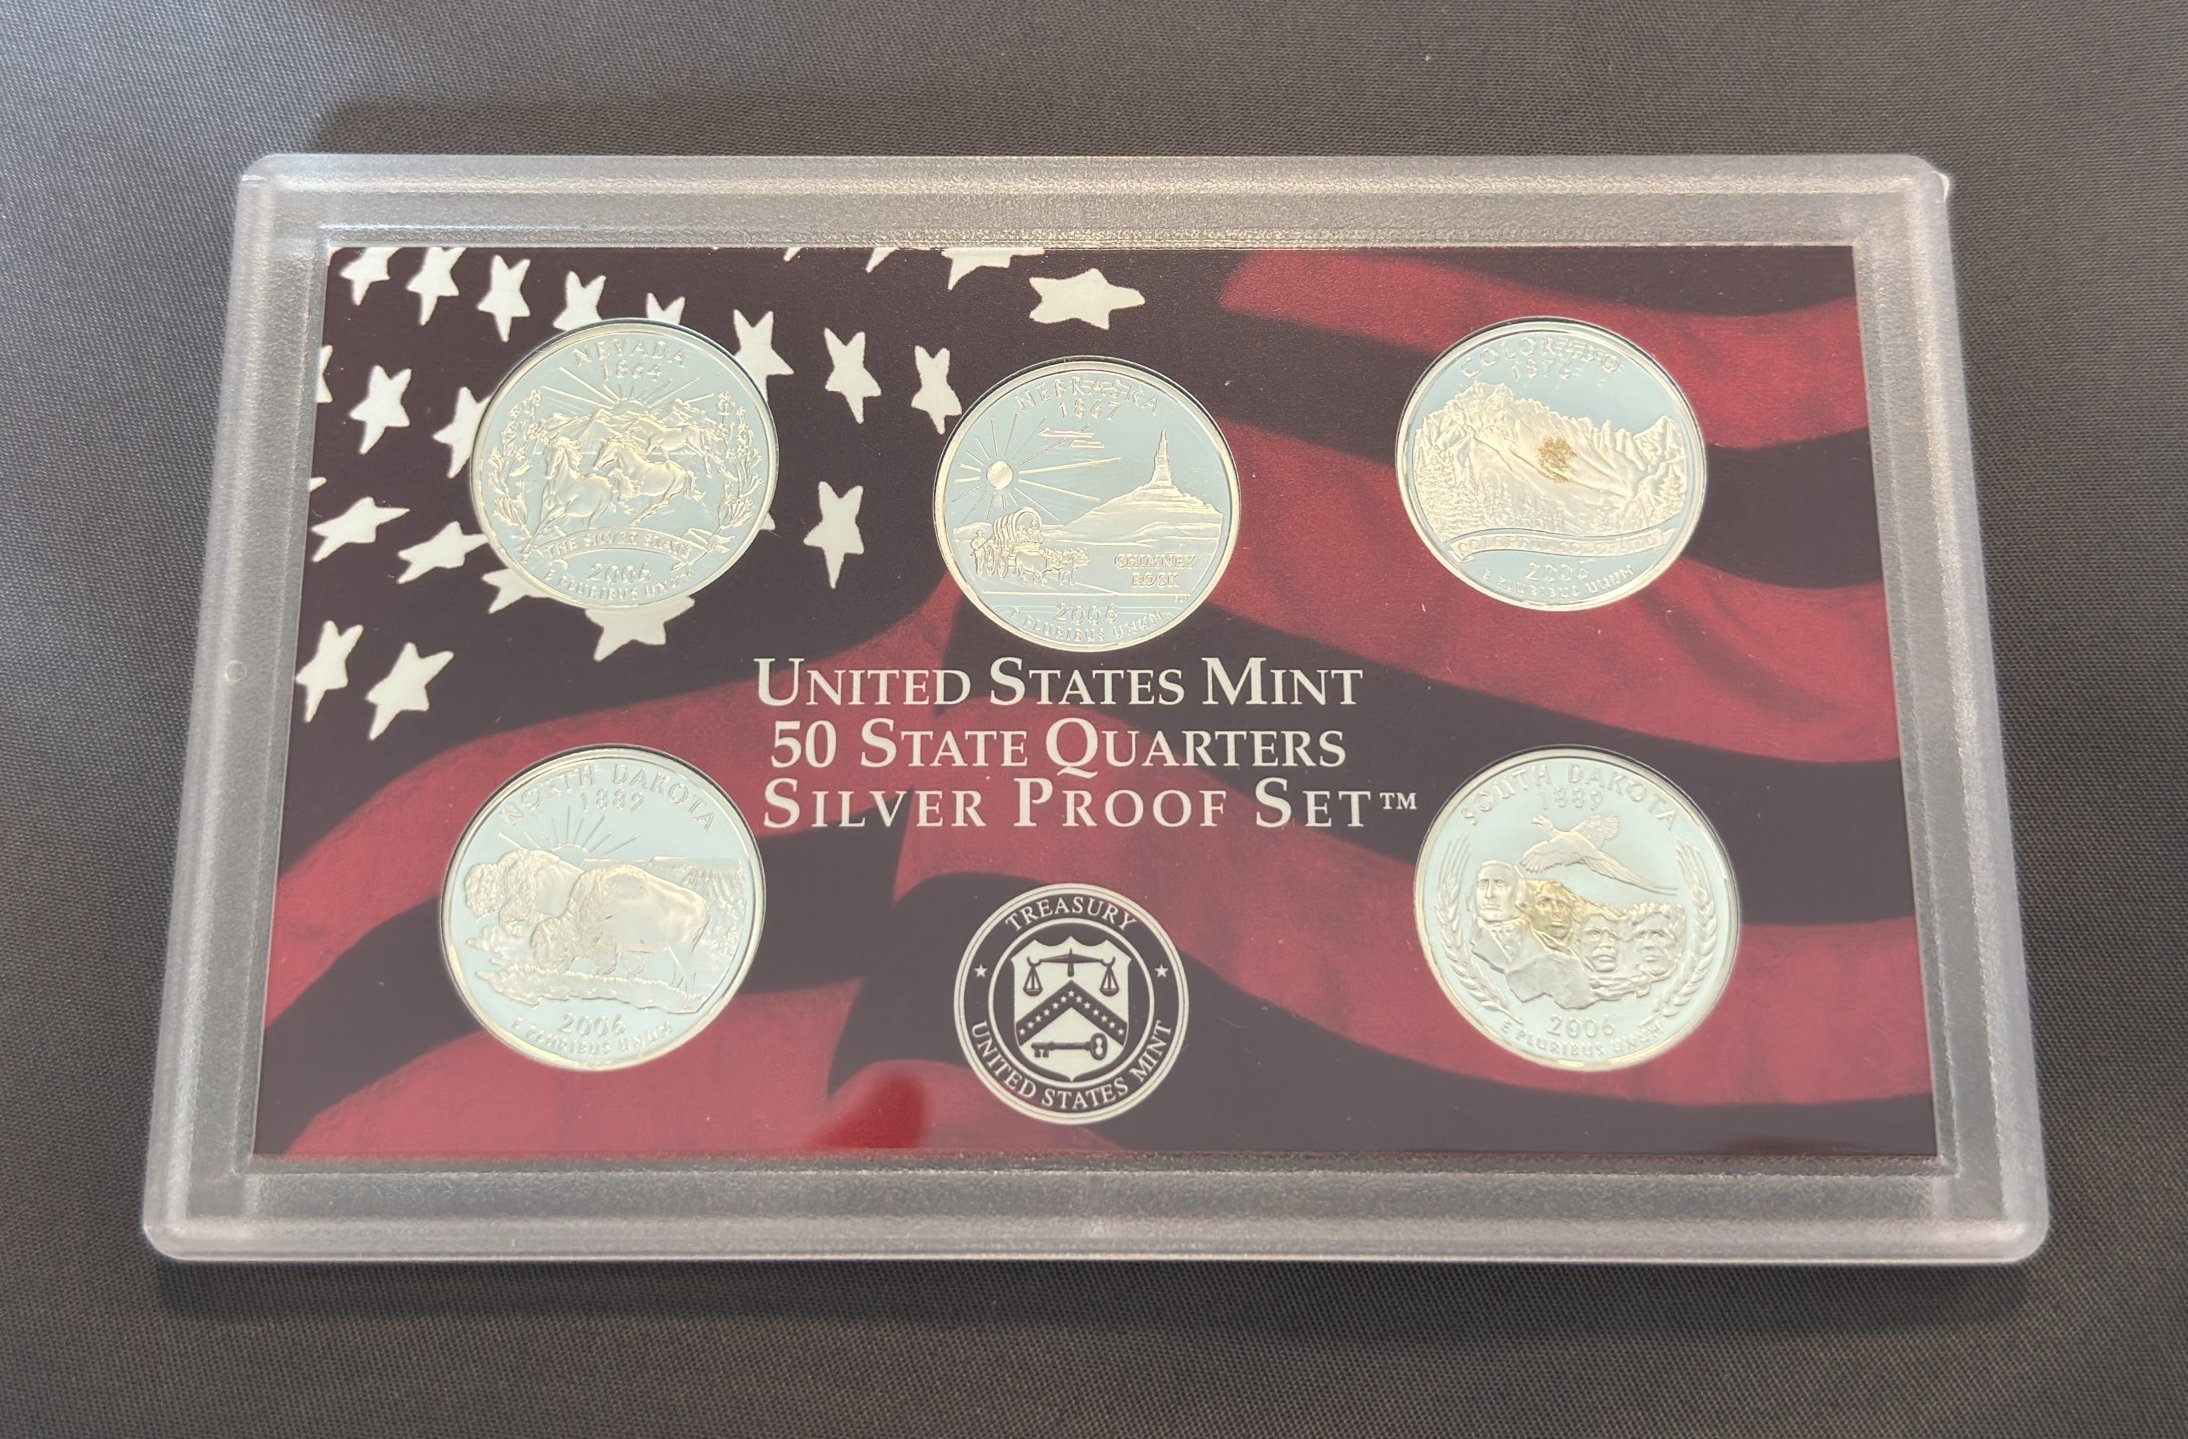 NEVADA
1864
THE SILVER STATE
2006
E PLURIBUS UNUM
NEBRASKA
1867
CHIMNEY
ROCK
2006
E PLURIBUS UNUM
COLORADO
1876
COLORFUL COLORADO
2006
E PLURIBUS UNUM
UNITED STATES MINT
50 STATE QUARTERS
SILVER PROOF SET™
NORTH DAKOTA
1889
2006
E PLURIBUS UNUM
TREASURY
UNITED STATES MINT
SOUTH DAKOTA
1889
2006
E PLURIBUS UNUM